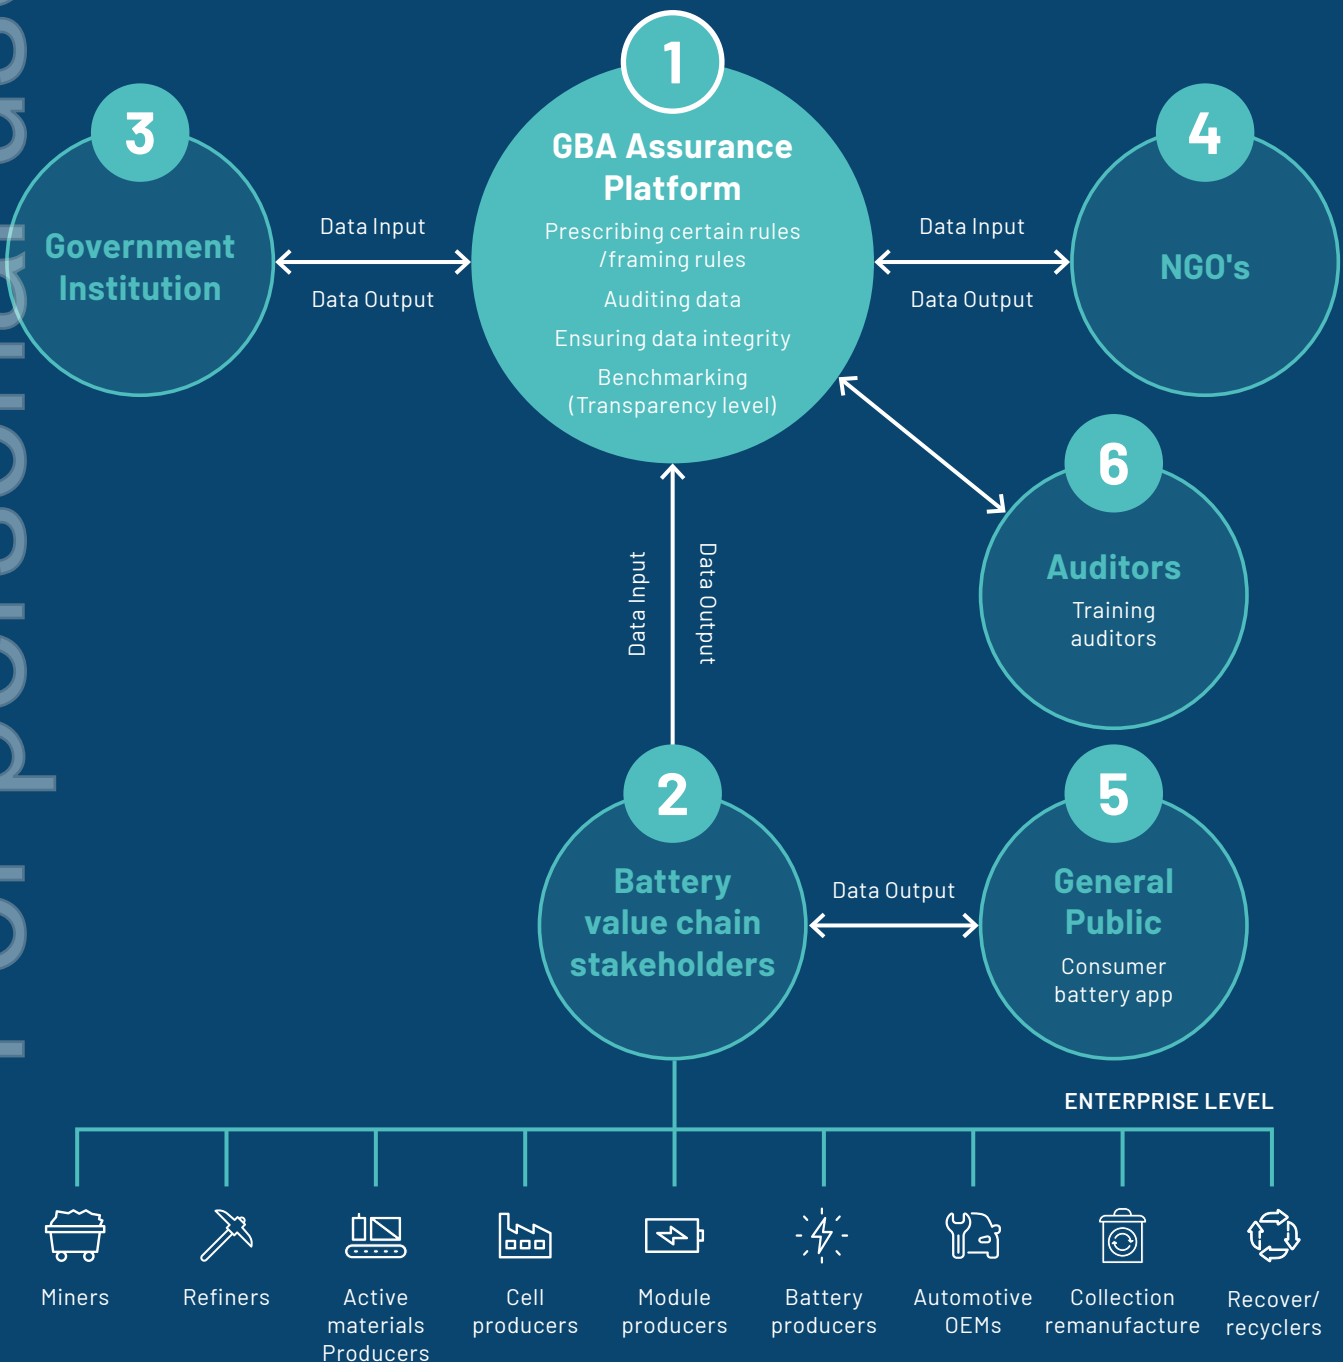 1
GBA Assurance
Platform
Prescribing certain rules
/framing rules
Auditing data
Ensuring data integrity
Benchmarking
(Transparency level)
3
Government
Institution
Data Input
Data Output
Data Input
Data Output
4
NGO's
6
Auditors
Training
auditors
Data Input
Data Output
2
Battery
value chain
stakeholders
Data Output
5
General
Public
Consumer
battery app
ENTERPRISE LEVEL
Miners
Refiners
Active
materials
Producers
Cell
producers
Module
producers
Battery
producers
Automotive
OEMs
Collection
remanufacture
Recover/
recyclers
For personal use